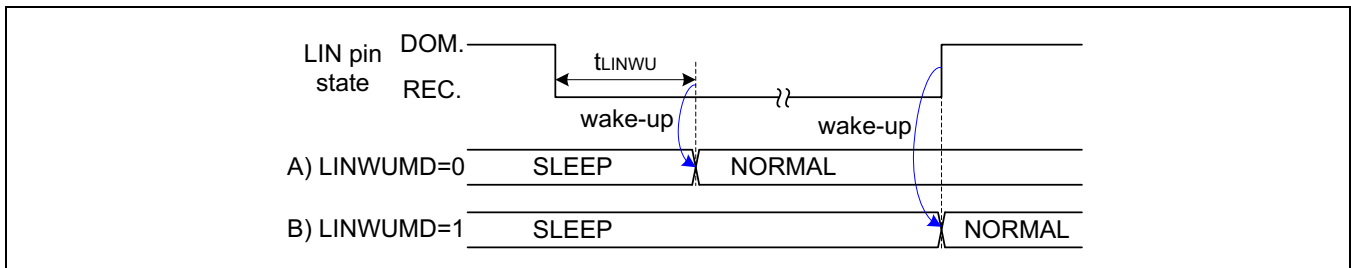 LIN pin state
DOM.
REC.
tLINWU
wake-up
wake-up
A) LINWUMD=0
SLEEP
NORMAL
B) LINWUMD=1
SLEEP
NORMAL